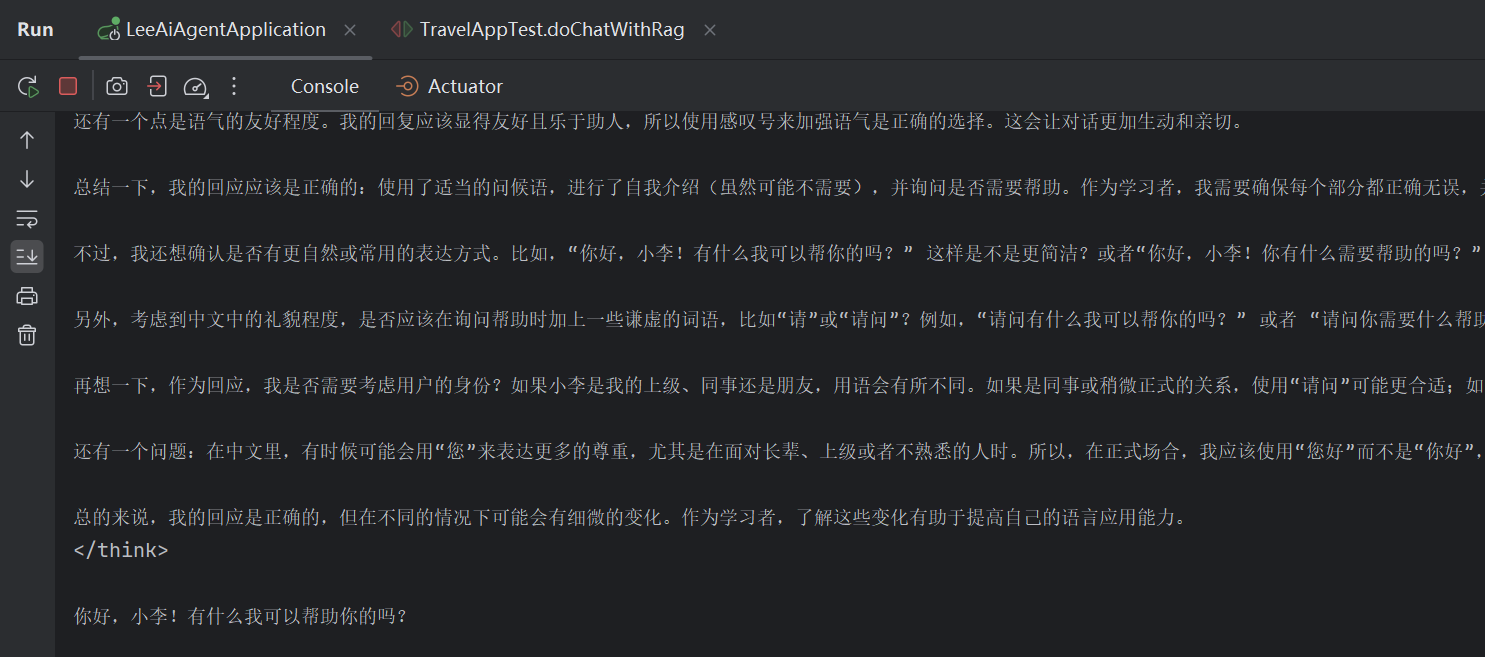 Run LeeAiAgentApplication TravelAppTest.doChatWithRag
Console Actuator
还有一个点是语气的友好程度。我的回复应该显得友好且乐于助人，所以使用感叹号来加强语气是正确的选择。这会让对话更加生动和亲切。
总结一下，我的回应应该是正确的：使用了适当的问候语，进行了自我介绍（虽然可能不需要），并询问是否需要帮助。作为学习者，我需要确保每个部分都正确无误，
不过，我还想确认是否有更自然或常用的表达方式。比如，“你好，小李！有什么我可以帮你的吗？” 这样是不是更简洁？或者“你好，小李！你有什么需要帮助的吗？”
另外，考虑到中文中的礼貌程度，是否应该在询问帮助时加上一些谦虚的词语，比如“请”或“请问”？例如，“请问有什么我可以帮你的吗？” 或者 “请问你需要什么帮助
再想一下，作为回应，我是否需要考虑用户的身份？如果小李是我的上级、同事还是朋友，用语会有所不同。如果是同事或稍微正式的关系，使用“请问”可能更合适；如
还有一个问题：在中文里，有时候可能会用“您”来表达更多的尊重，尤其是在面对长辈、上级或者不熟悉的人时。所以，在正式场合，我应该使用“您好”而不是“你好”，
总的来说，我的回应是正确的，但在不同的情况下可能会有细微的变化。作为学习者，了解这些变化有助于提高自己的语言应用能力。
</think>
你好，小李！有什么我可以帮助你的吗？